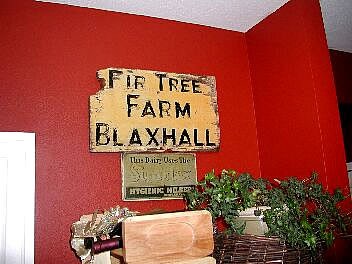 FIR TREE
FARM
BLAXHALL
This Dairy Uses The
HYGIENIC